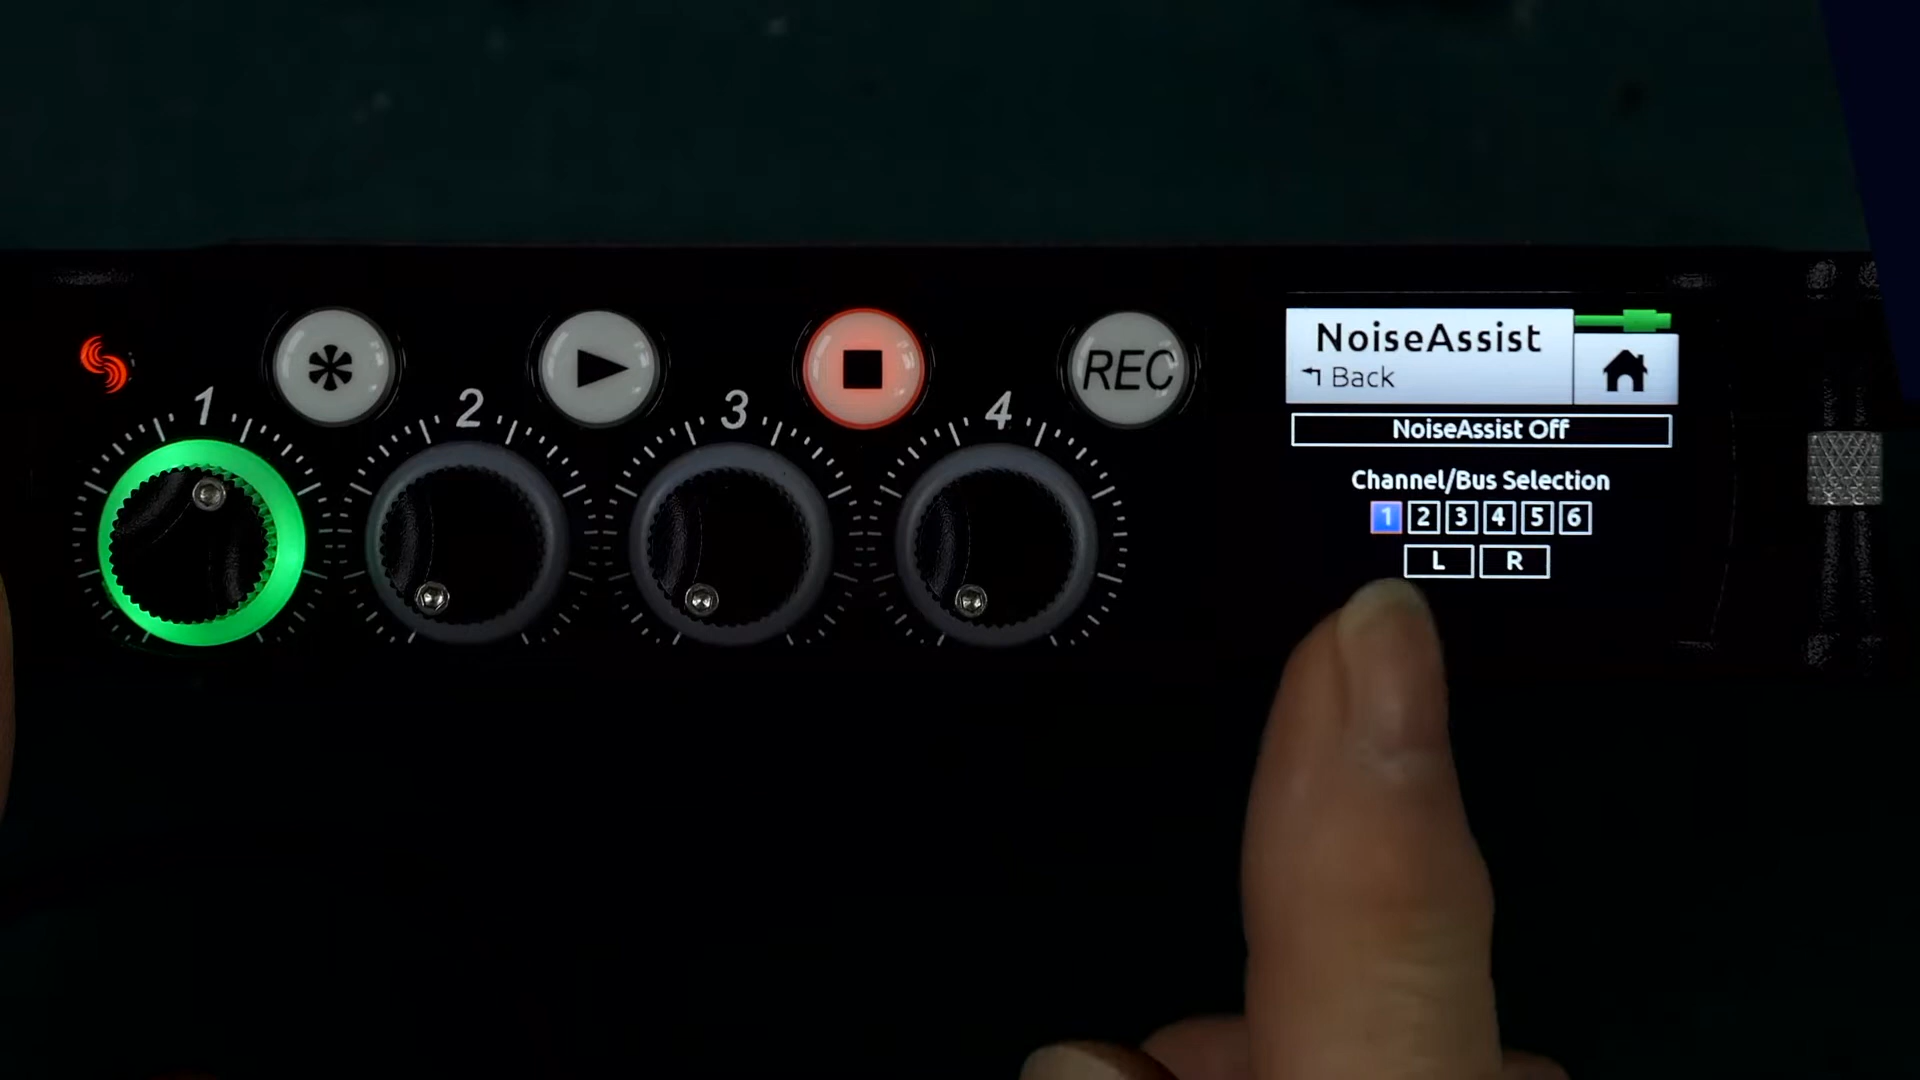 REC
1
2
3
4
NoiseAssist
Back
NoiseAssist Off
Channel/Bus Selection
1 2 3 4 5 6
L R